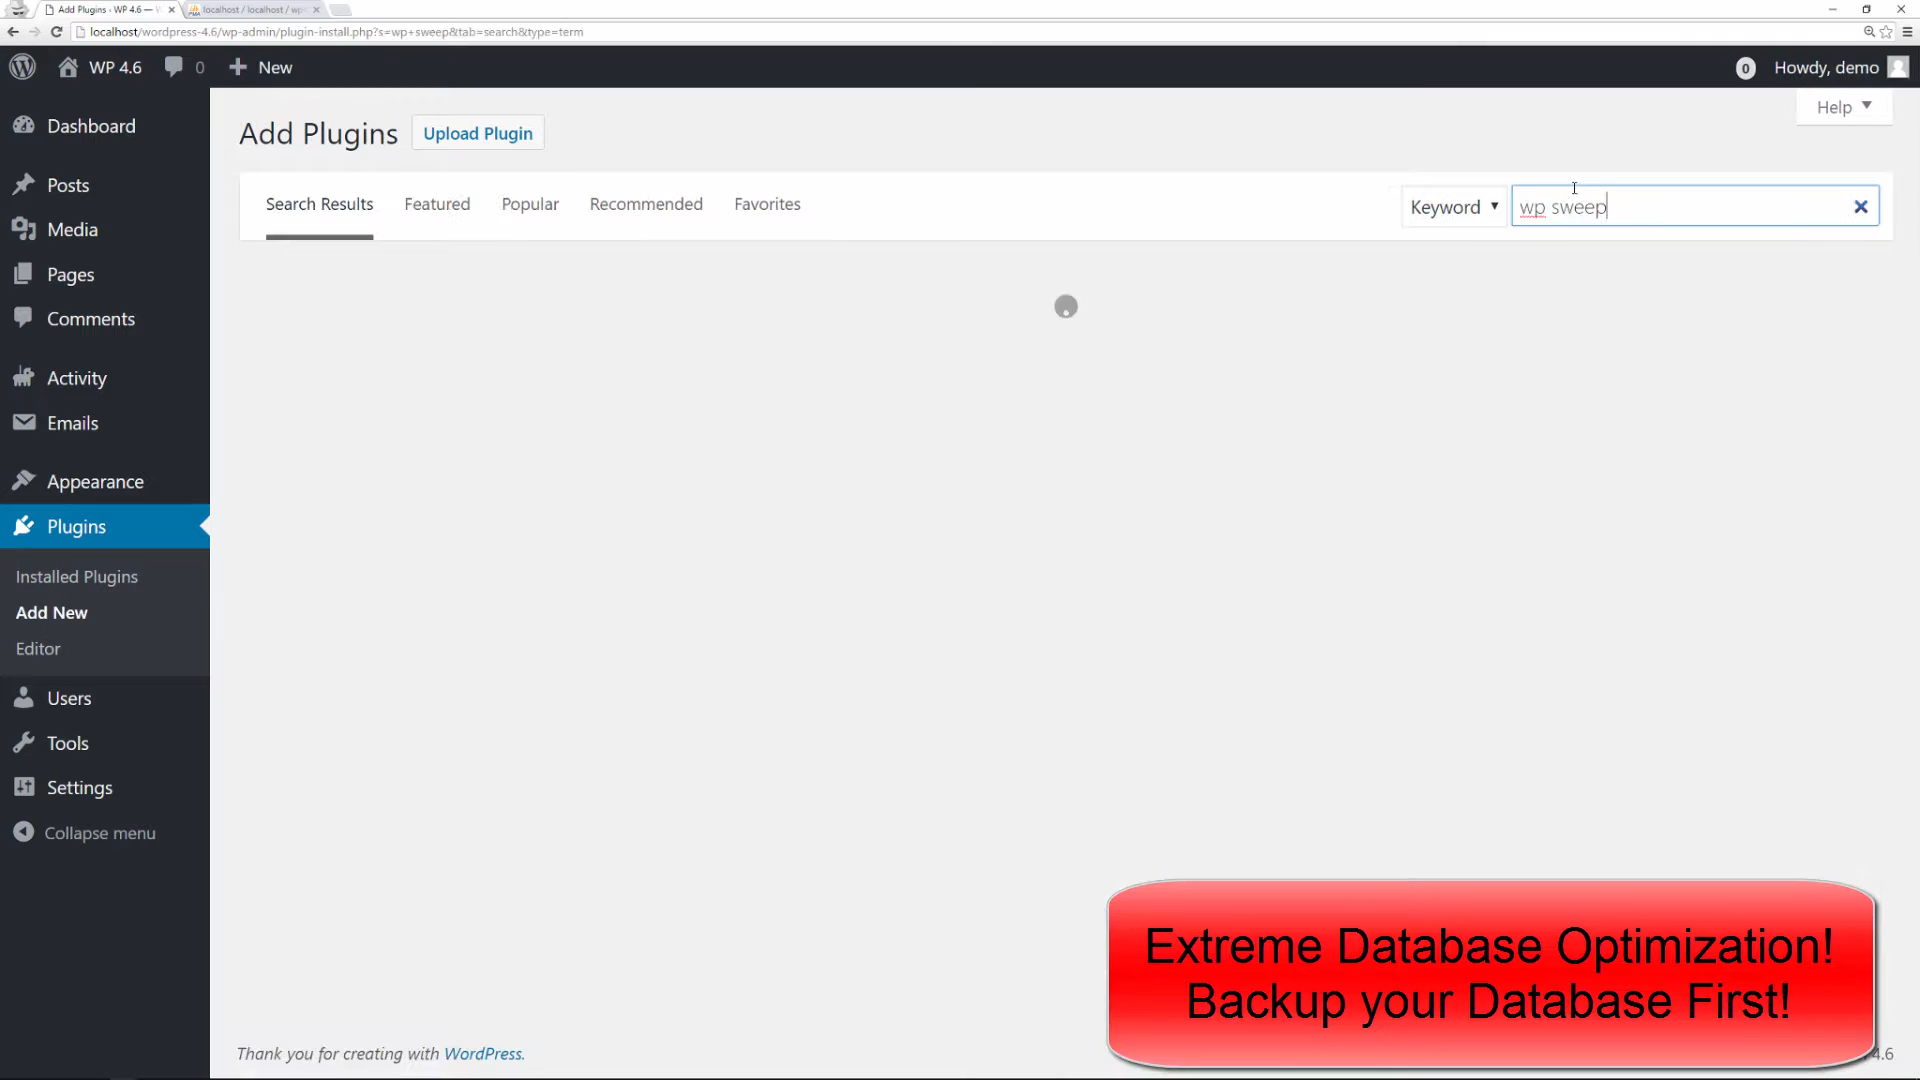 Add Plugins ‹ WP 4.6 —
localhost / localhost / wp
localhost/wordpress-4.6/wp-admin/plugin-install.php?s=wp+sweep&tab=search&type=term
WP 4.6
0
New
0
Howdy, demo
Help
Dashboard
Posts
Media
Pages
Comments
Activity
Emails
Appearance
Plugins
Installed Plugins
Add New
Editor
Users
Tools
Settings
Collapse menu
Add Plugins
Upload Plugin
Search Results
Featured
Popular
Recommended
Favorites
Keyword
wp sweep
Extreme Database Optimization!
Backup your Database First!
Thank you for creating with WordPress.
4.6